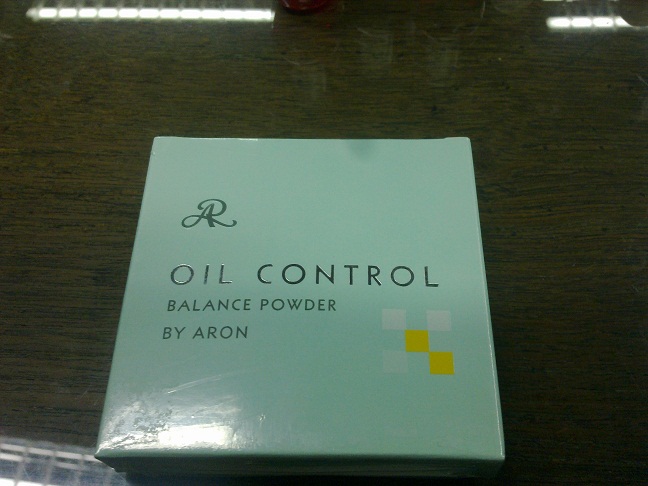 AR
OIL CONTROL
BALANCE POWDER
BY ARON